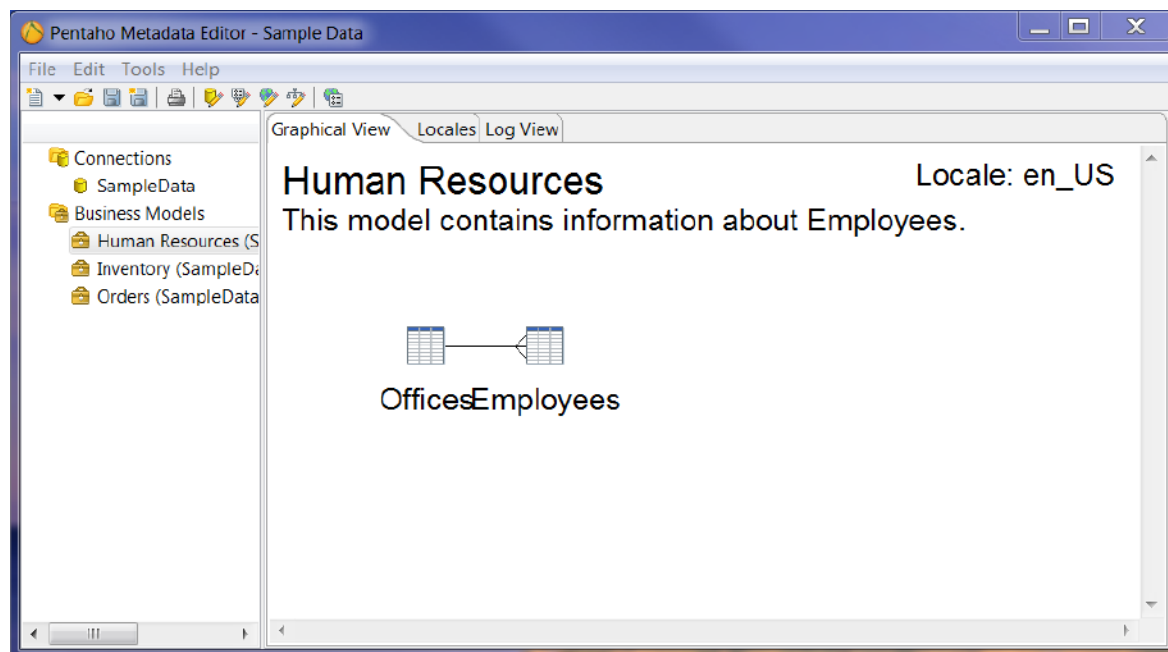 Pentaho Metadata Editor - Sample Data
File Edit Tools Help
Graphical View Locales Log View
Connections
SampleData
Business Models
Human Resources (S
Inventory (SampleDa
Orders (SampleData
Human Resources
Locale: en_US
This model contains information about Employees.
Offices
Employees